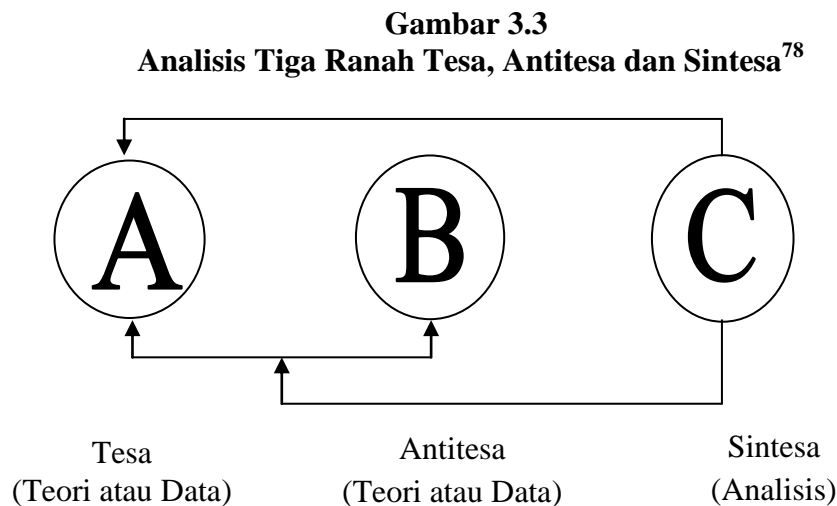 Gambar 3.3
Analisis Tiga Ranah Tesa, Antitesa dan Sintesa78
A B C
Tesa Antitesa Sintesa
(Teori atau Data) (Teori atau Data) (Analisis)